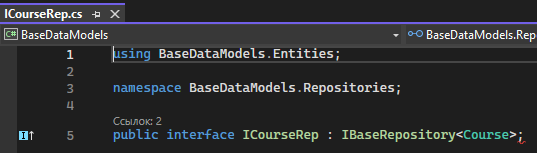 ICourseRep.cs
C# BaseDataModels BaseDataModels.Rep
1 using BaseDataModels.Entities;
2
3 namespace BaseDataModels.Repositories;
4
Ссылок: 2
5 public interface ICourseRep : IBaseRepository<Course>;